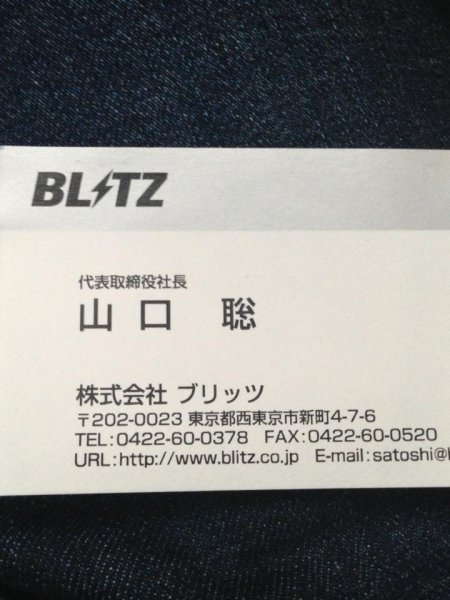 BLITZ
代表取締役社長
山口 聡
株式会社 ブリッツ
〒202-0023 東京都西東京市新町4-7-6
TEL:0422-60-0378 FAX:0422-60-0520
URL:http://www.blitz.co.jp E-mail:satoshi@